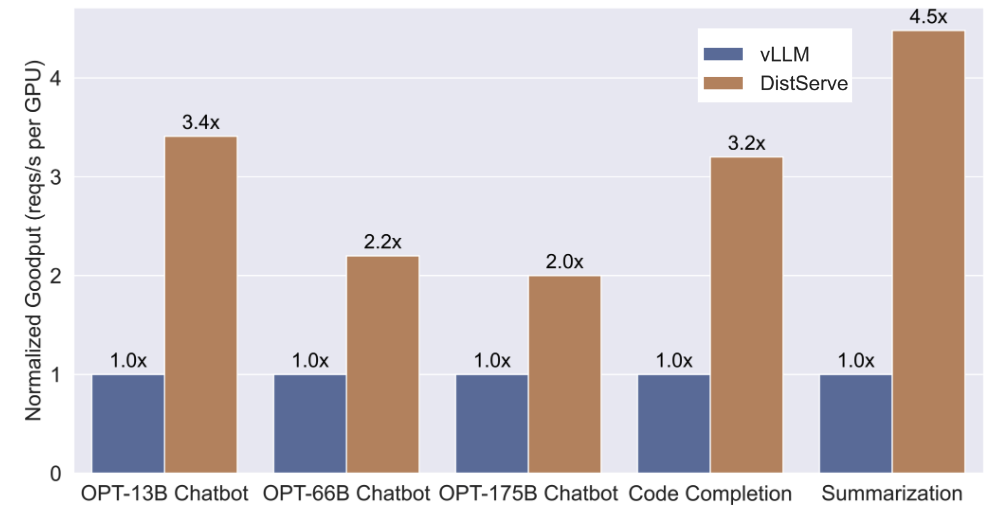 4.5x
vLLM
DistServe
4
3.4x
3.2x
3
2.2x
2.0x
2
1.0x 1.0x 1.0x 1.0x 1.0x
1
0
Normalized Goodput (reqs/s per GPU)
OPT-13B Chatbot OPT-66B Chatbot OPT-175B Chatbot Code Completion Summarization